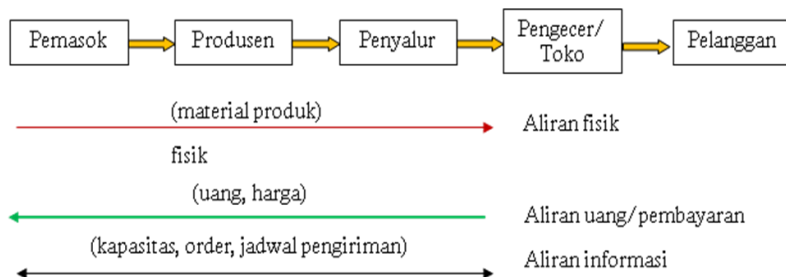 Pemasok
Produsen
Penyalur
Pengecer/
Toko
Pelanggan
(material produk)
Aliran fisik
fisik
(uang, harga)
Aliran uang/ pembayaran
(kapasitas, order, jadwal pengiriman)
Aliran informasi